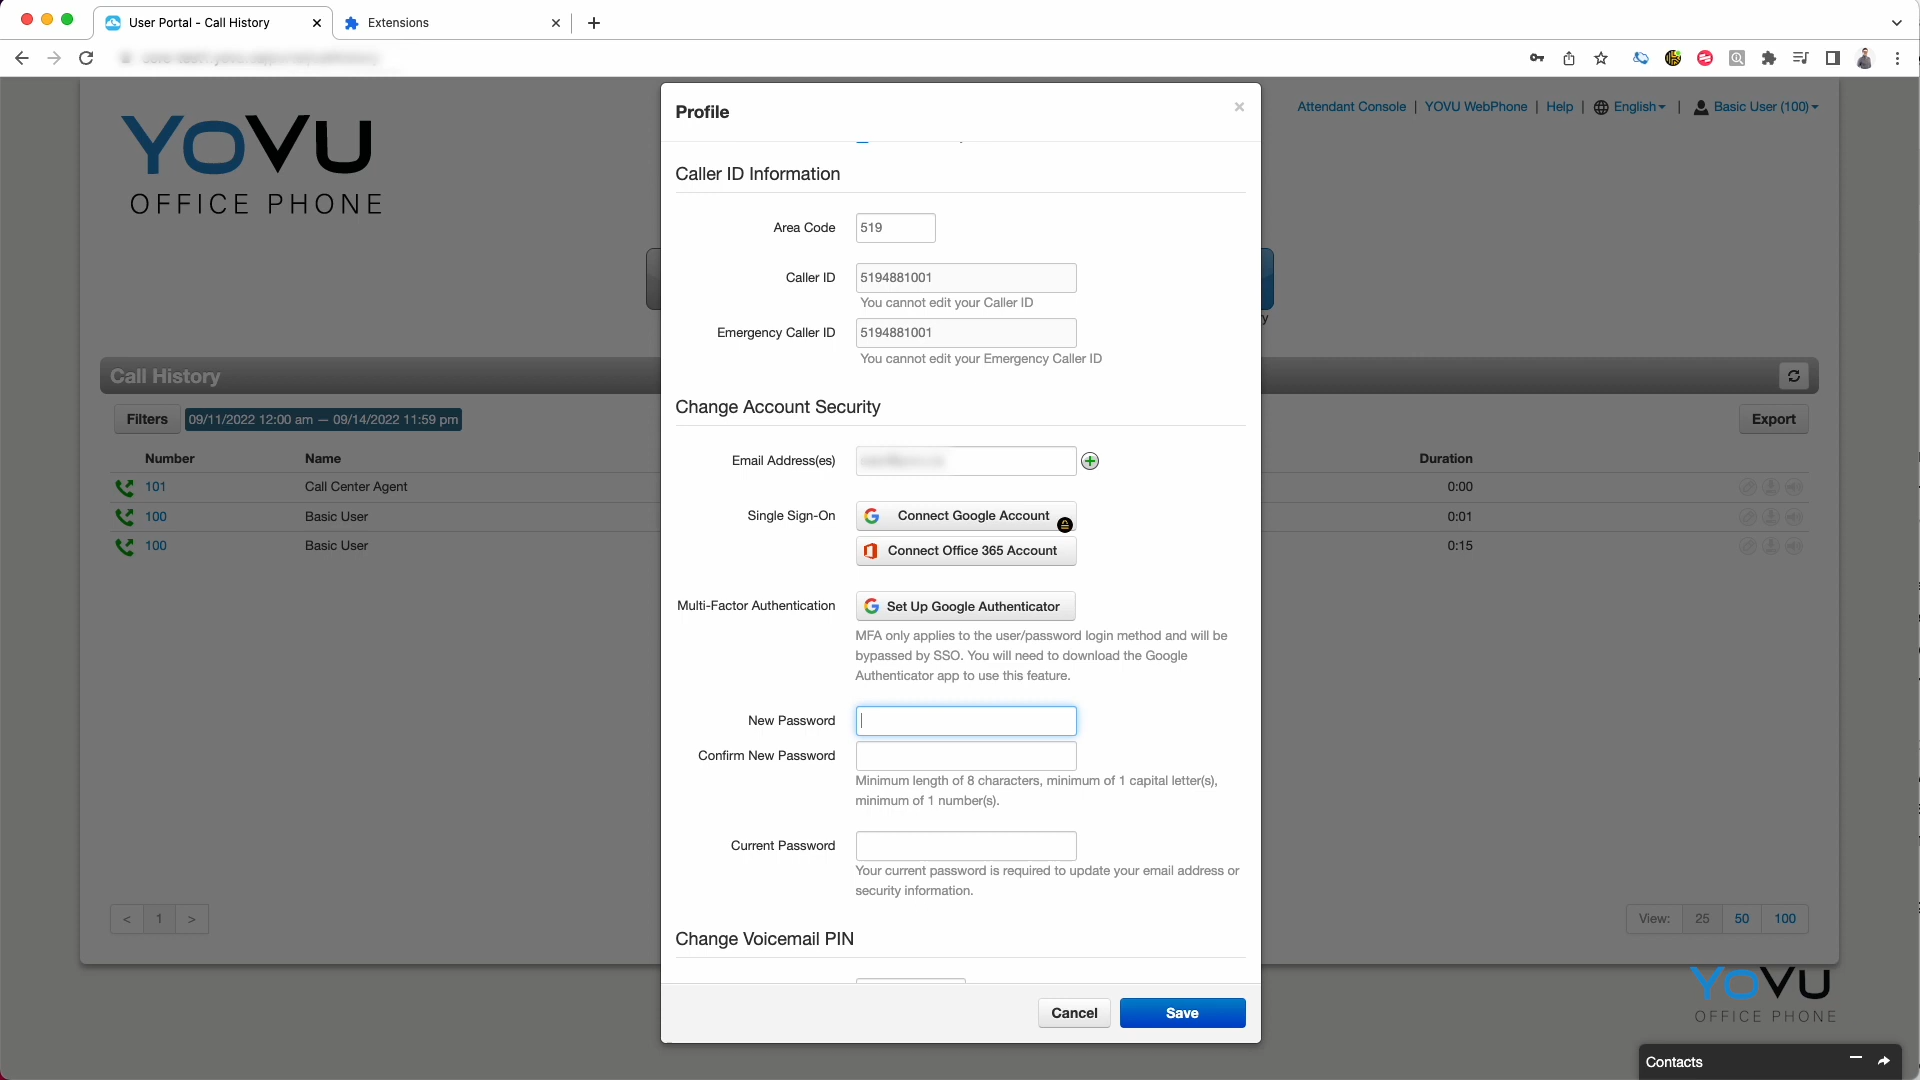 User Portal - Call History
Extensions
Attendant Console | YOVU WebPhone | Help | English | Basic User (100)
YOVU
OFFICE PHONE
Profile
Caller ID Information
Area Code 519
Caller ID 5194881001
You cannot edit your Caller ID
Emergency Caller ID 5194881001
You cannot edit your Emergency Caller ID
Change Account Security
Email Address(es)
Single Sign-On Connect Google Account
Connect Office 365 Account
Multi-Factor Authentication Set Up Google Authenticator
MFA only applies to the user/password login method and will be
bypassed by SSO. You will need to download the Google
Authenticator app to use this feature.
New Password
Confirm New Password
Minimum length of 8 characters, minimum of 1 capital letter(s),
minimum of 1 number(s).
Current Password
Your current password is required to update your email address or
security information.
Change Voicemail PIN
Cancel Save
Call History
Filters 09/11/2022 12:00 am — 09/14/2022 11:59 pm Export
Number Name Duration
101 Call Center Agent 0:00
100 Basic User 0:01
100 Basic User 0:15
< 1 > View: 25 50 100
YOVU
OFFICE PHONE
Contacts